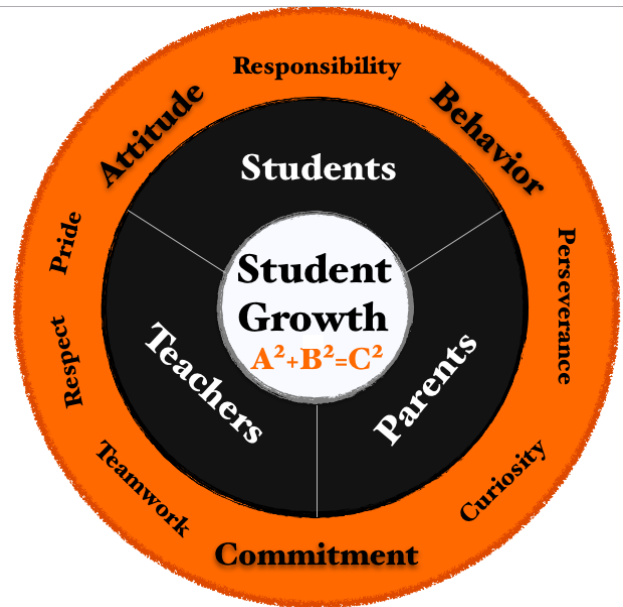 Responsibility
Attitude
Behavior
Students
Pride
Perseverance
Student
Growth
A²+B²=C²
Respect
Teachers
Parents
Teamwork
Curiosity
Commitment